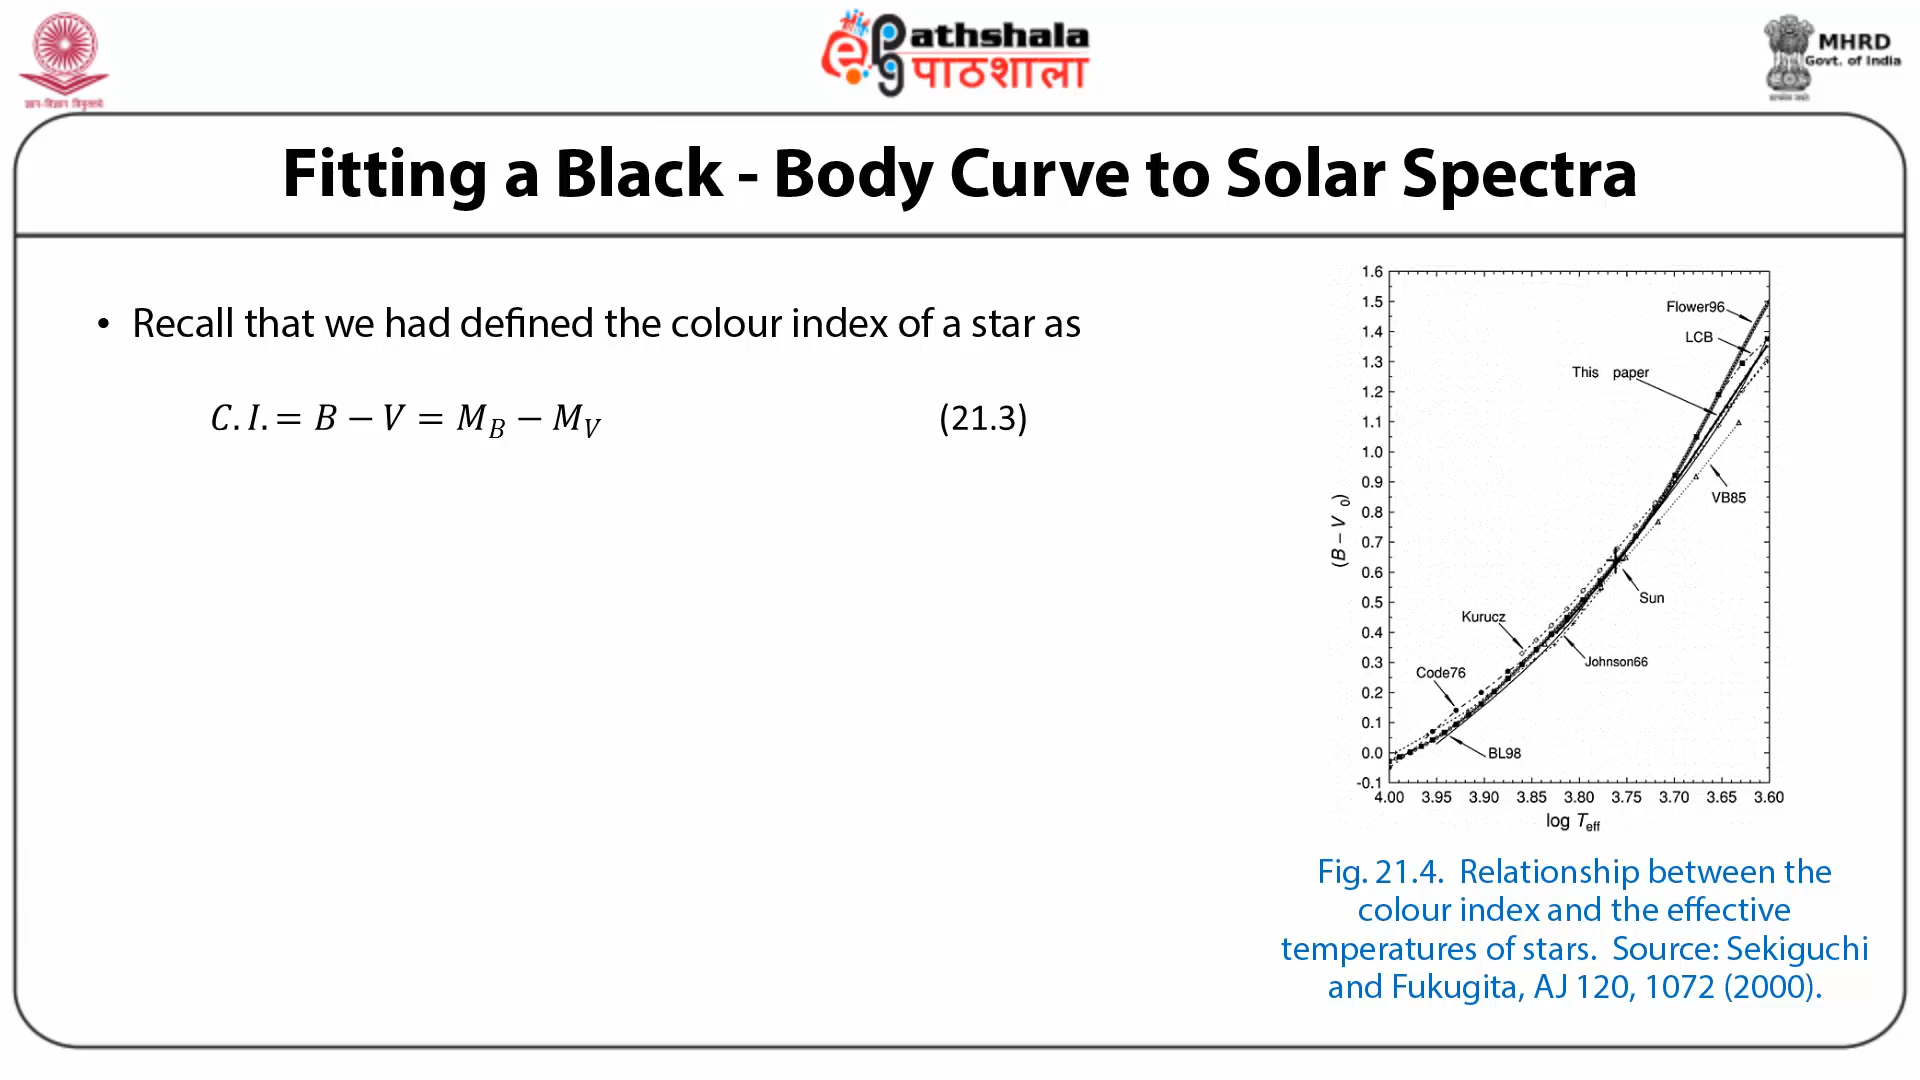 ज्ञान-विज्ञान विमुक्तये
ePathshala
पाठशाला
MHRD
Govt. of India
सत्यमेव जयते
Fitting a Black - Body Curve to Solar Spectra
• Recall that we had defined the colour index of a star as
C. I. = B − V = M_B − M_V (21.3)
1.6
1.5
1.4
1.3
1.2
1.1
1.0
0.9
0.8
0.7
0.6
0.5
0.4
0.3
0.2
0.1
0.0
-0.1
(B – V 0)
Flower96
LCB
This paper
VB85
Sun
Kurucz
Johnson66
Code76
BL98
4.00 3.95 3.90 3.85 3.80 3.75 3.70 3.65 3.60
log Teff
Fig. 21.4. Relationship between the
colour index and the effective
temperatures of stars. Source: Sekiguchi
and Fukugita, AJ 120, 1072 (2000).